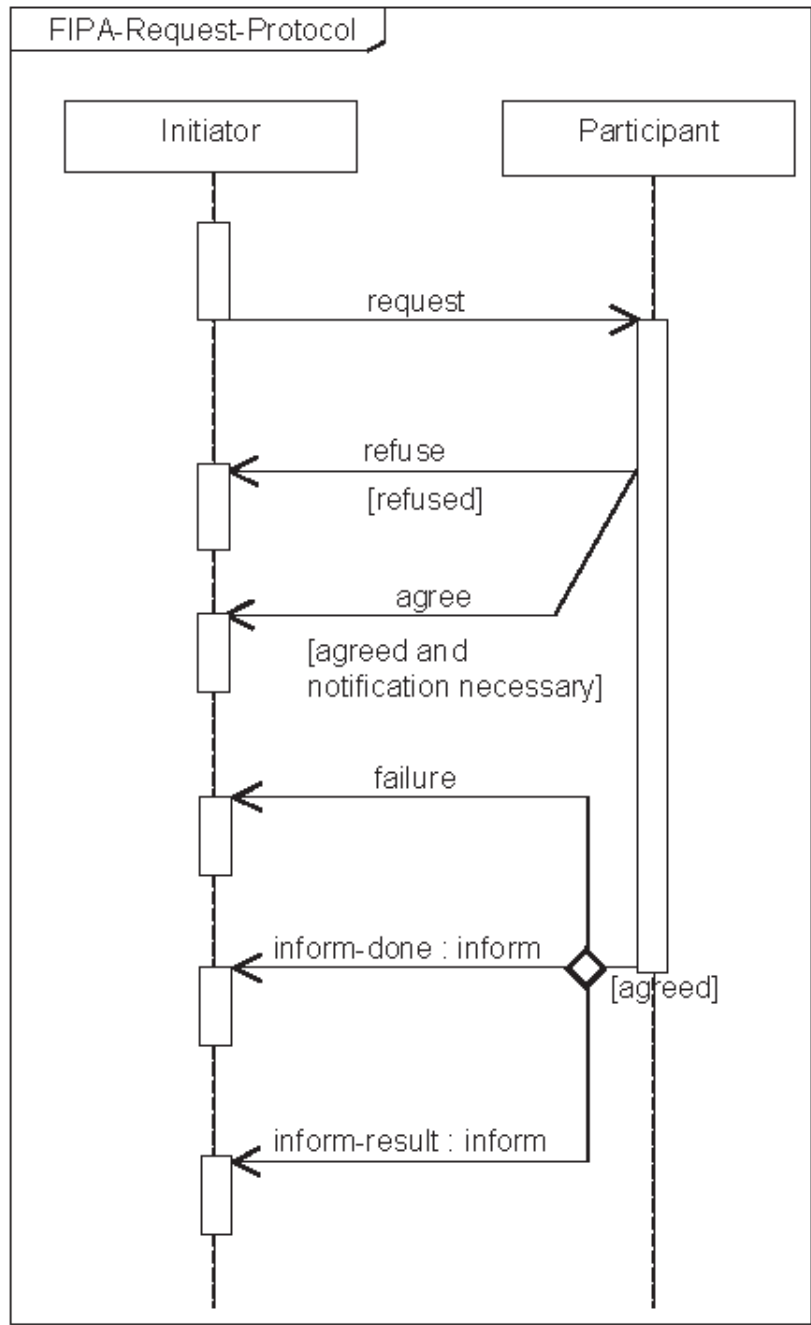 FIPA-Request-Protocol
Initiator
Participant
request
refuse
[refused]
agree
[agreed and
notification necessary]
failure
inform-done : inform
[agreed]
inform-result : inform